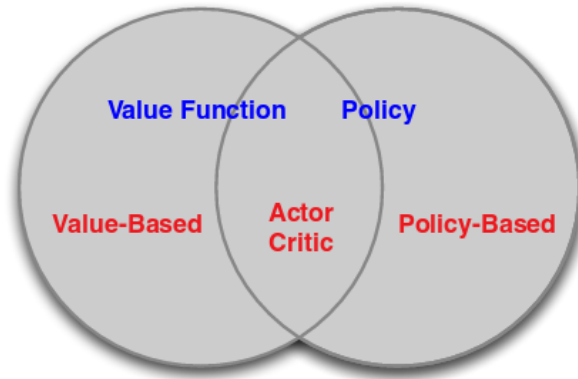 Value Function Policy
Value-Based
Actor
Critic
Policy-Based